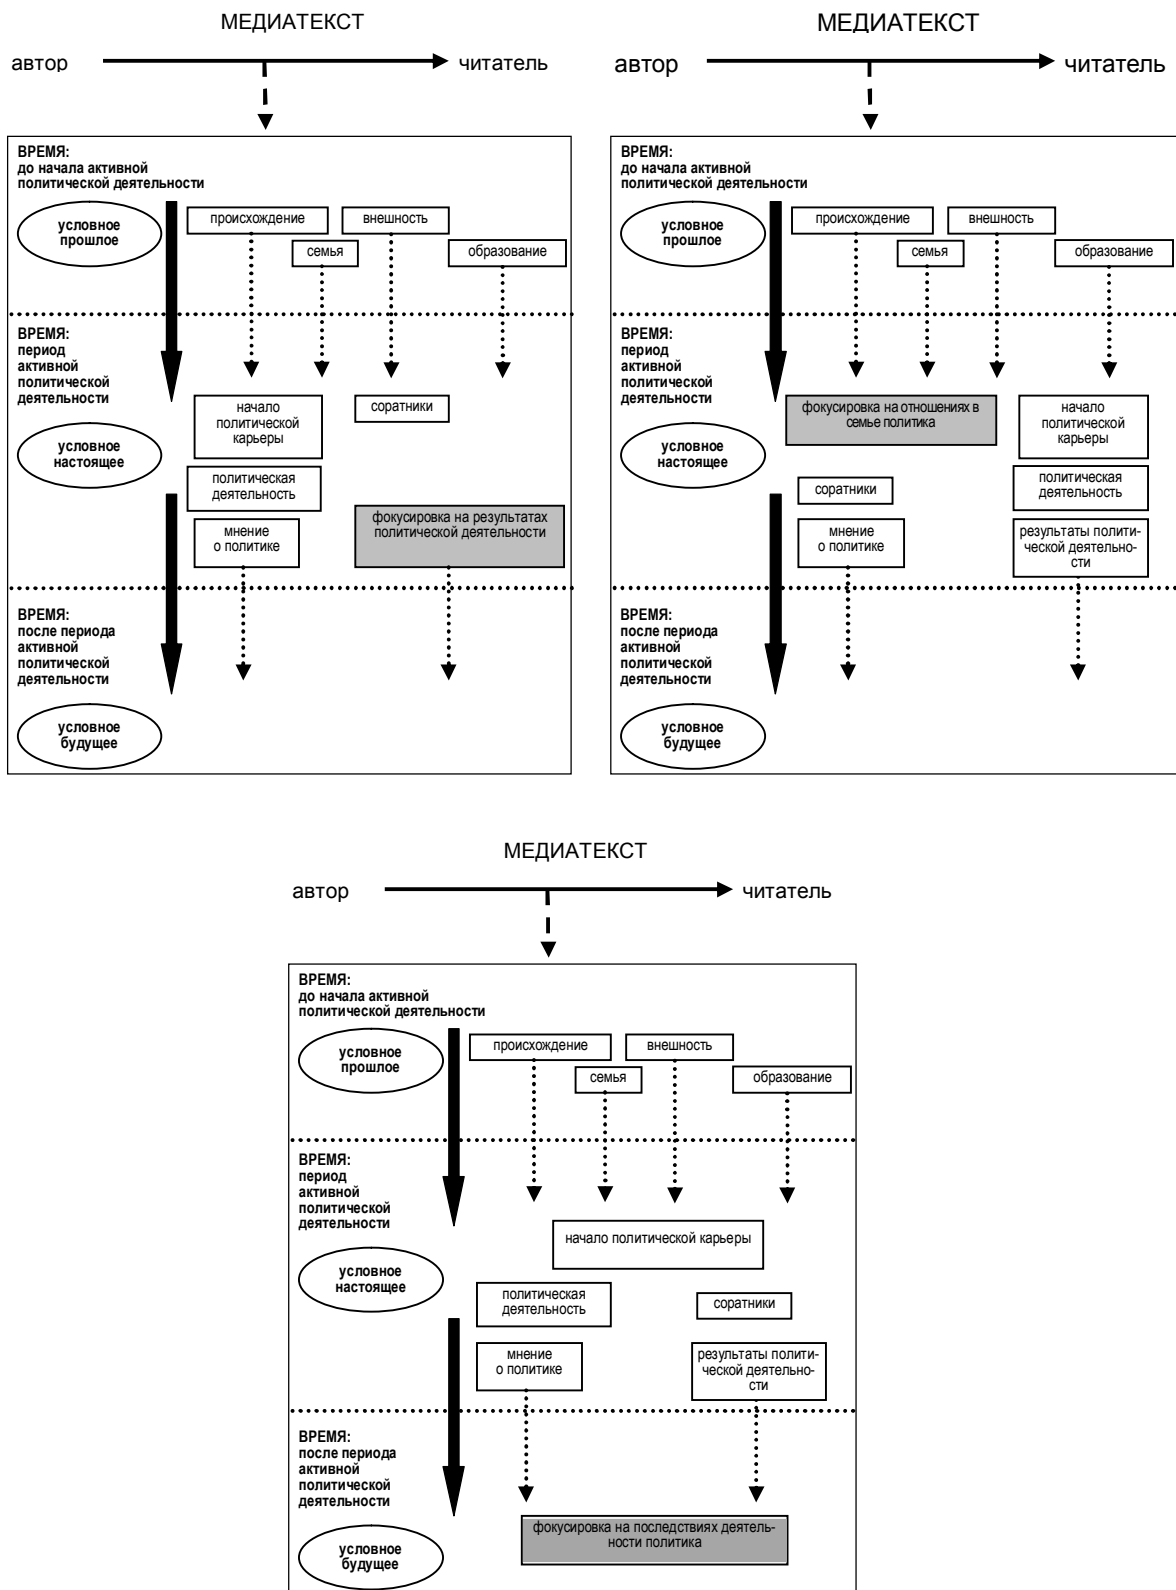 МЕДИАТЕКСТ
автор
читатель
ВРЕМЯ:
до начала активной
политической деятельности
условное
прошлое
происхождение
внешность
семья
образование
ВРЕМЯ:
период
активной
политической
деятельности
начало
политической
карьеры
соратники
условное
настоящее
политическая
деятельность
фокусировка на результатах
политической деятельности
мнение
о политике
ВРЕМЯ:
после периода
активной
политической
деятельности
условное
будущее
МЕДИАТЕКСТ
автор
читатель
ВРЕМЯ:
до начала активной
политической деятельности
условное
прошлое
происхождение
внешность
семья
образование
ВРЕМЯ:
период
активной
политической
деятельности
фокусировка на отношениях в
семье политика
начало
политической
карьеры
условное
настоящее
соратники
политическая
деятельность
мнение
о политике
результаты полити-
ческой деятельно-
сти
ВРЕМЯ:
после периода
активной
политической
деятельности
условное
будущее
МЕДИАТЕКСТ
автор
читатель
ВРЕМЯ:
до начала активной
политической деятельности
условное
прошлое
происхождение
внешность
семья
образование
ВРЕМЯ:
период
активной
политической
деятельности
начало политической карьеры
условное
настоящее
политическая
деятельность
соратники
мнение
о политике
результаты полити-
ческой деятельно-
сти
ВРЕМЯ:
после периода
активной
политической
деятельности
фокусировка на последствиях деятель-
ности политика
условное
будущее